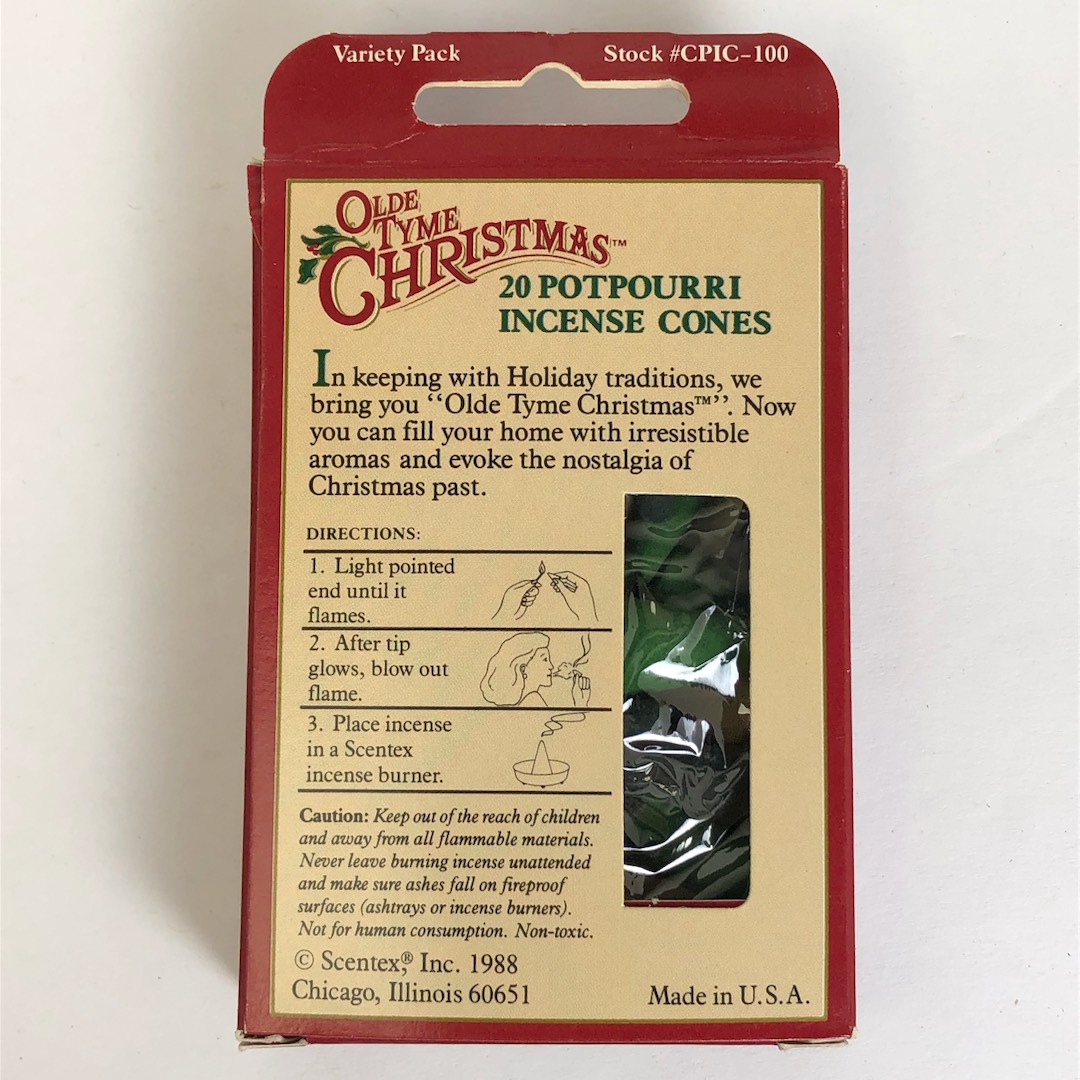 Variety Pack Stock #CPIC-100
OLDE
TYME
CHRISTMAS™
20 POTPOURRI
INCENSE CONES
In keeping with Holiday traditions, we
bring you “Olde Tyme Christmas™”. Now
you can fill your home with irresistible
aromas and evoke the nostalgia of
Christmas past.
DIRECTIONS:
1. Light pointed
end until it
flames.
2. After tip
glows, blow out
flame.
3. Place incense
in a Scentex
incense burner.
Caution: Keep out of the reach of children
and away from all flammable materials.
Never leave burning incense unattended
and make sure ashes fall on fireproof
surfaces (ashtrays or incense burners).
Not for human consumption. Non-toxic.
© Scentex,® Inc. 1988
Chicago, Illinois 60651
Made in U.S.A.